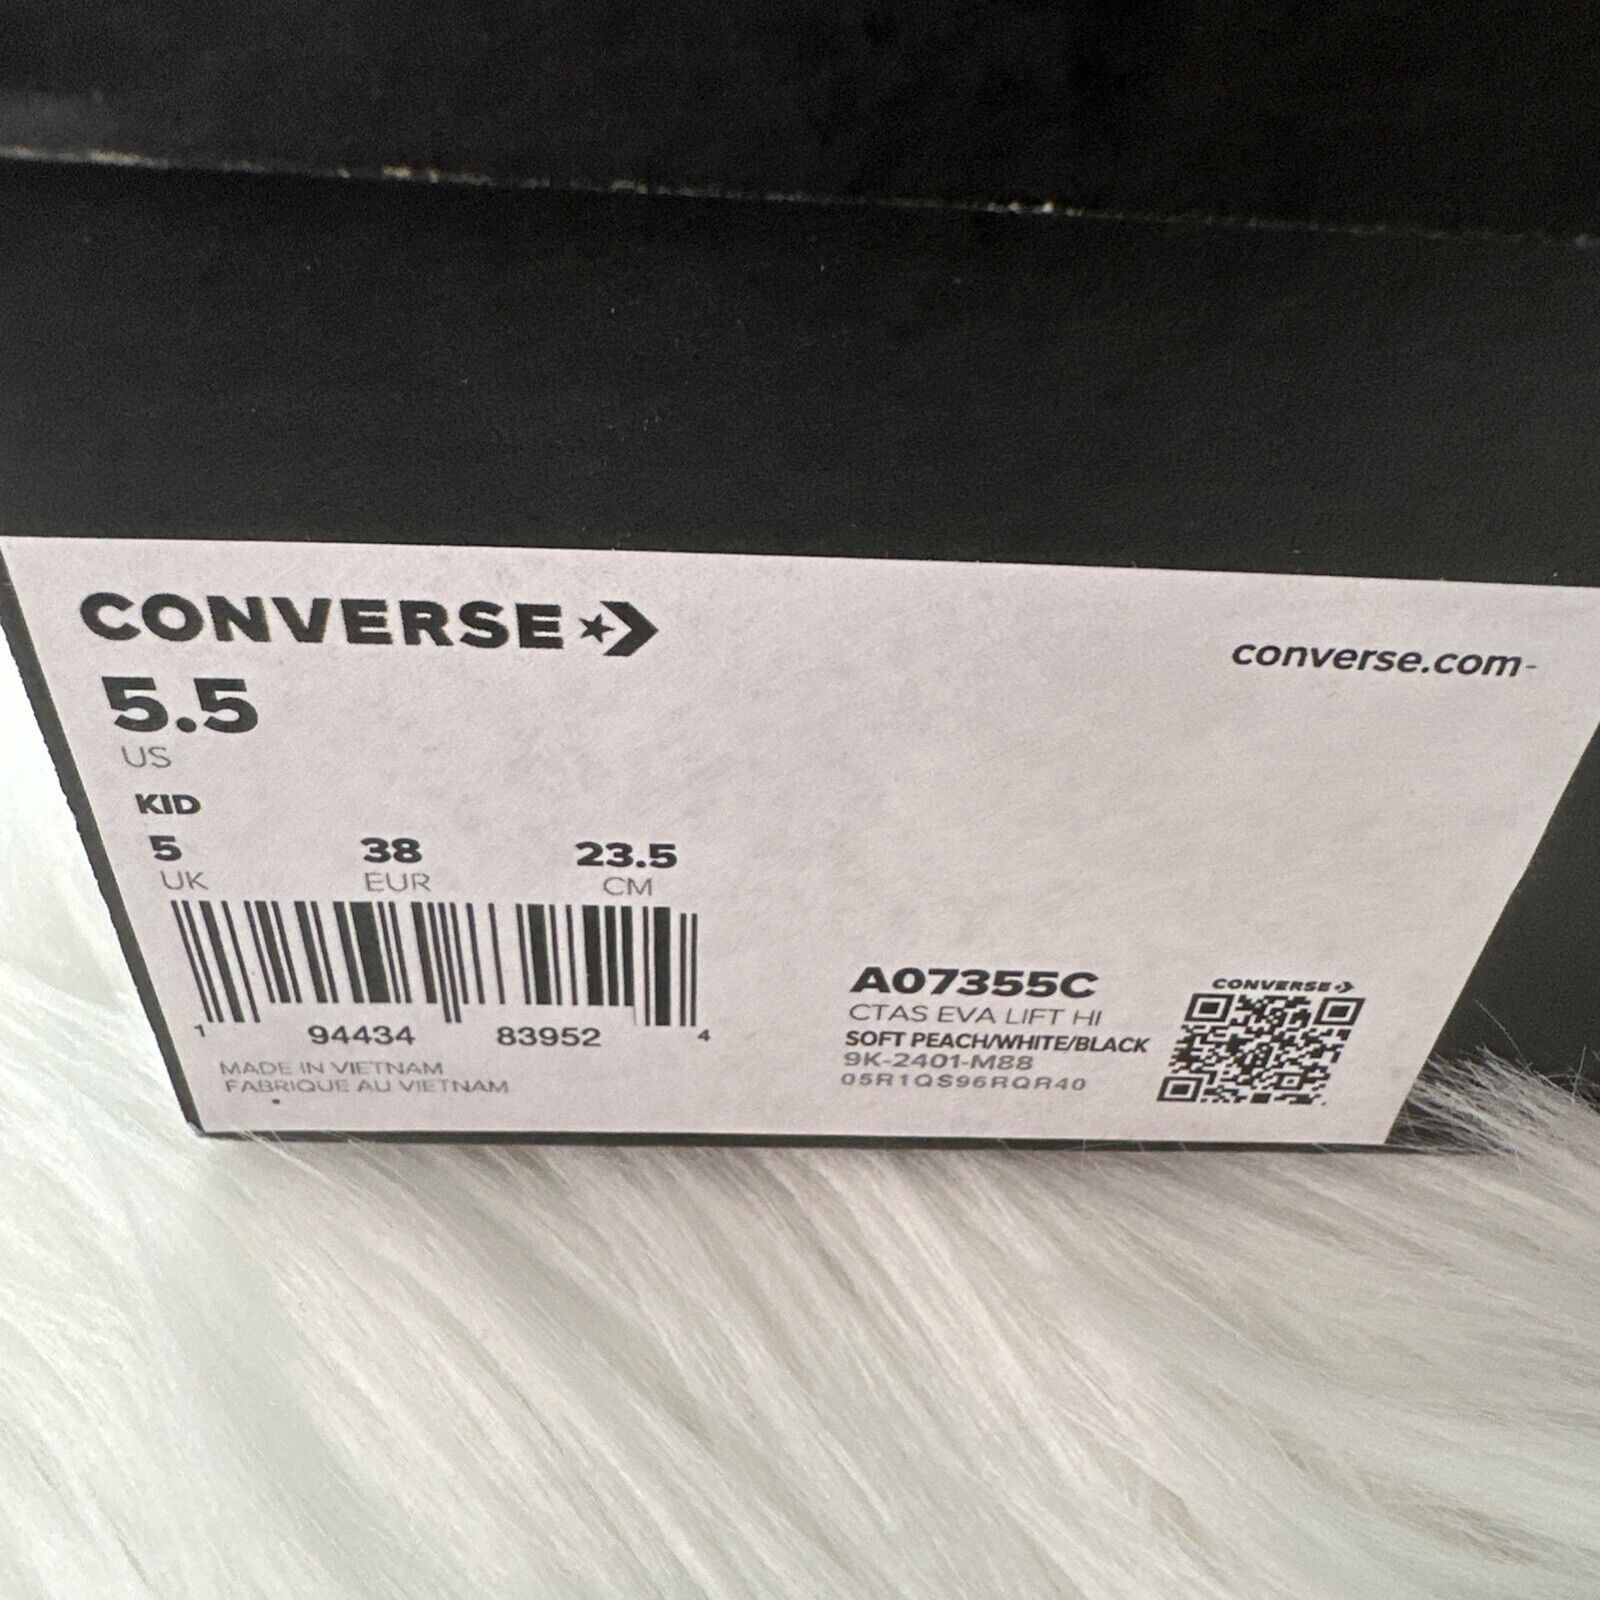 CONVERSE
converse.com
5.5
US
KID
5 38 23.5
UK EUR CM
1 94434 83952 4
MADE IN VIETNAM
FABRIQUE AU VIETNAM
A07355C
CTAS EVA LIFT HI
SOFT PEACH/WHITE/BLACK
9K-2401-M88
05R1QS96RQR40
CONVERSE